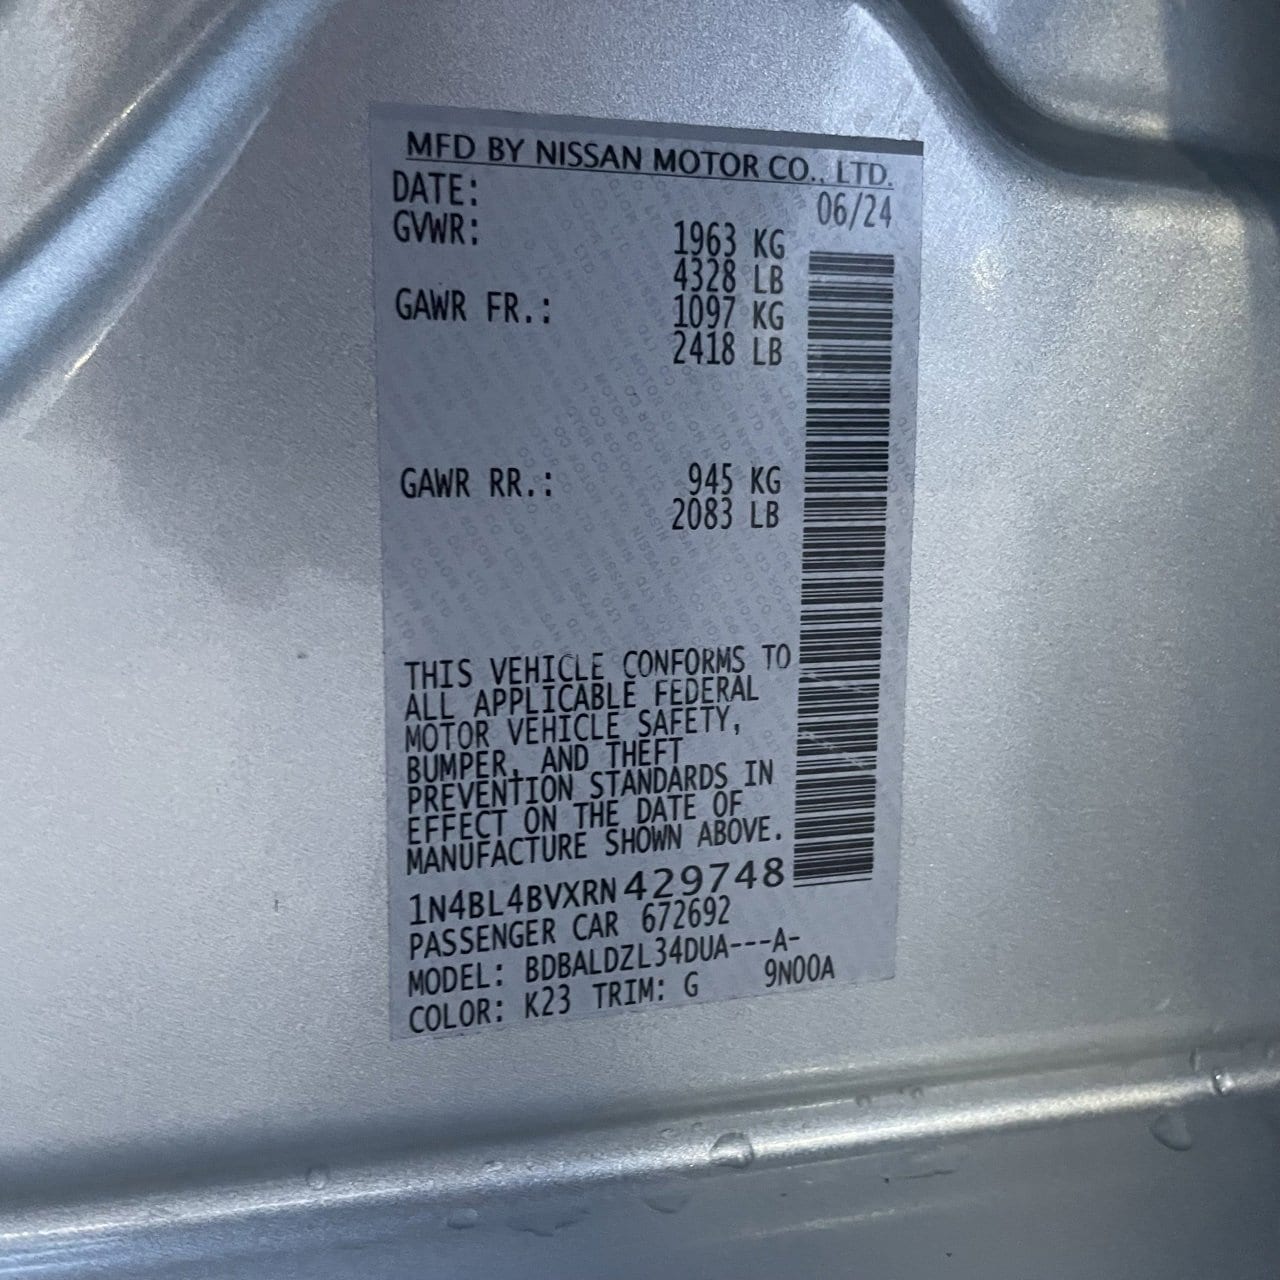 MFD BY NISSAN MOTOR CO., LTD.
DATE: 06/24
GVWR: 1963 KG
4328 LB
GAWR FR.: 1097 KG
2418 LB
GAWR RR.: 945 KG
2083 LB
THIS VEHICLE CONFORMS TO
ALL APPLICABLE FEDERAL
MOTOR VEHICLE SAFETY,
BUMPER, AND THEFT
PREVENTION STANDARDS IN
EFFECT ON THE DATE OF
MANUFACTURE SHOWN ABOVE.
1N4BL4BVXRN429748
PASSENGER CAR 672692
MODEL: BDBALDZL34DUA---A-
COLOR: K23 TRIM: G 9N00A